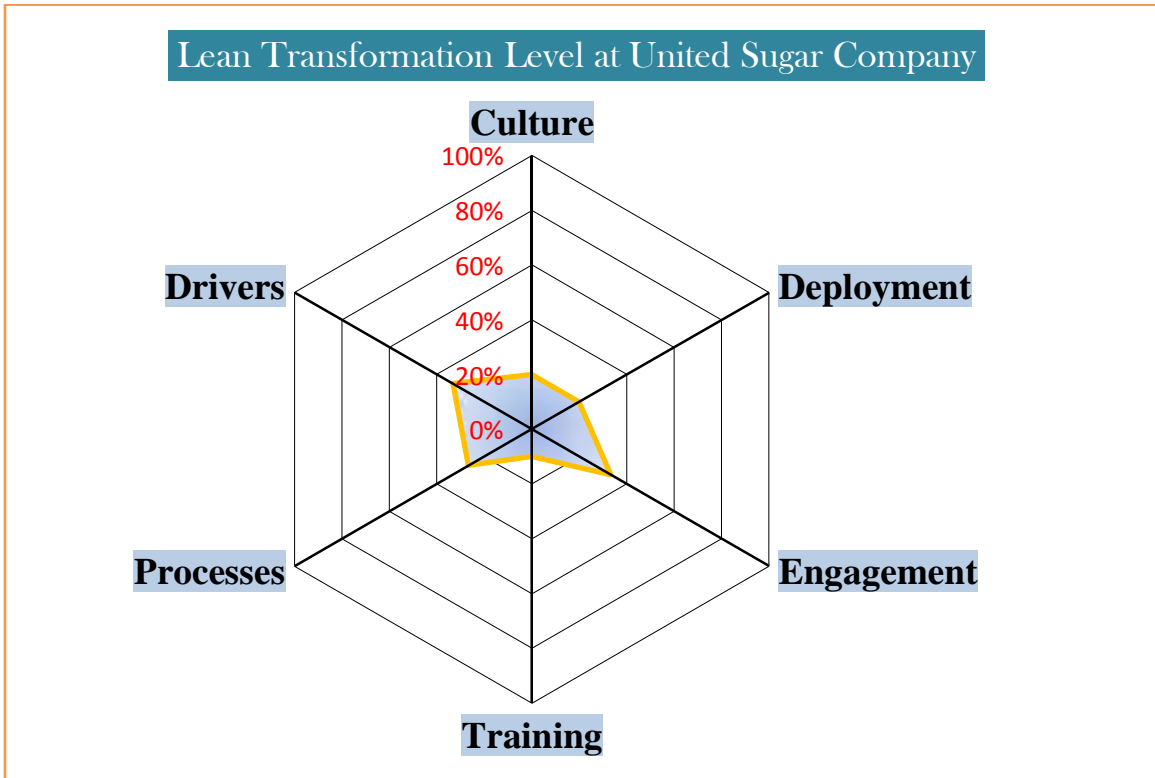 Lean Transformation Level at United Sugar Company
Culture
100%
80%
60%
40%
20%
0%
Drivers
Deployment
Processes
Engagement
Training